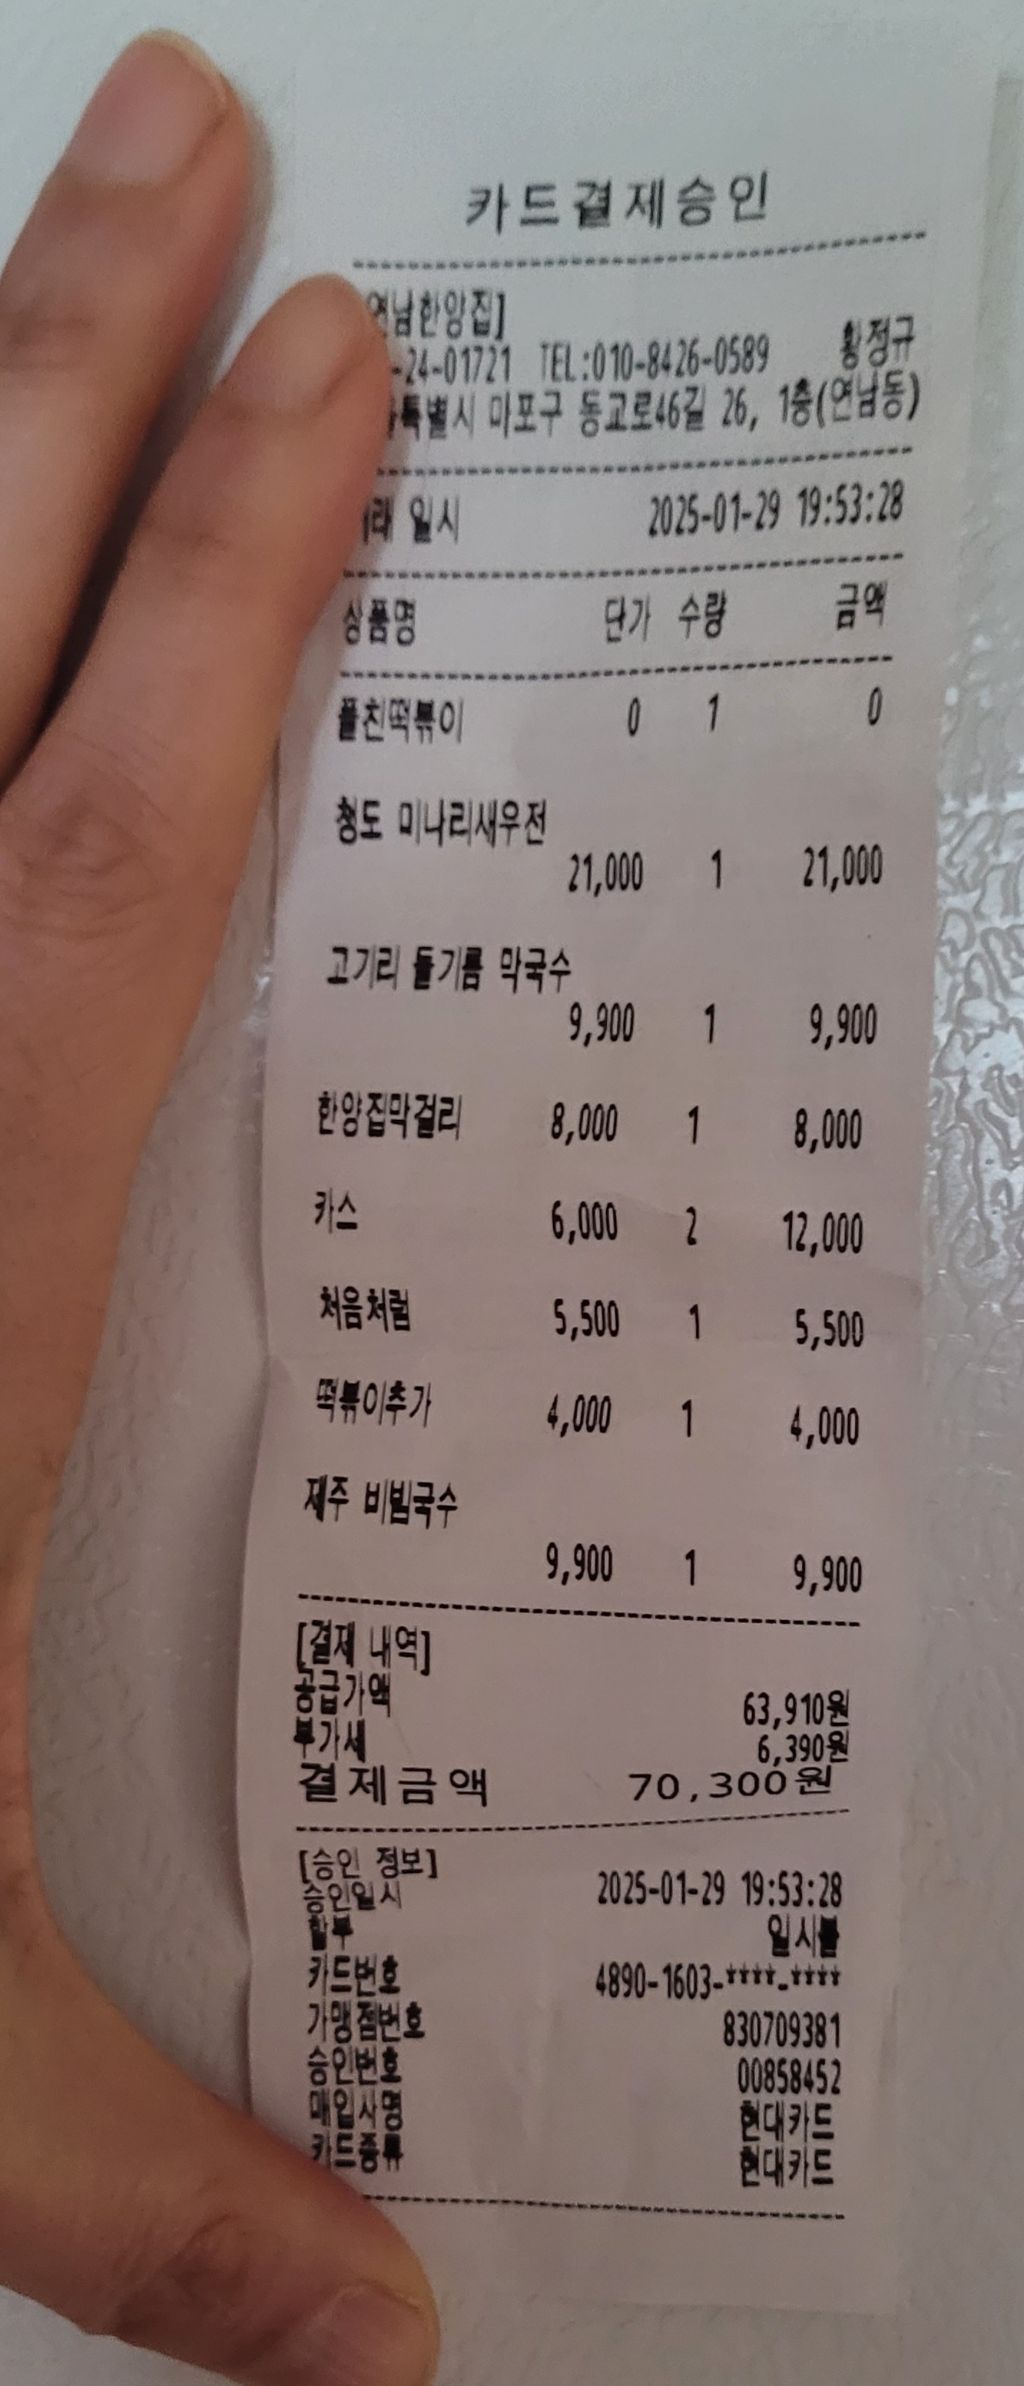 카드결제승인
연남한양집]
-24-01721 TEL:010-8426-0589 황정규
특별시 마포구 동교로46길 26, 1층(연남동)
래 일시 2025-01-29 19:53:28
상품명 단가 수량 금액
플친떡볶이 0 1 0
청도 미나리새우전
21,000 1 21,000
고기리 들기름 막국수
9,900 1 9,900
한양집막걸리 8,000 1 8,000
카스 6,000 2 12,000
처음처럼 5,500 1 5,500
떡볶이추가 4,000 1 4,000
제주 비빔국수
9,900 1 9,900
[결제 내역]
공급가액 63,910원
부가세 6,390원
결제금액 70,300원
[승인 정보]
승인일시 2025-01-29 19:53:28
할부 일시불
카드번호 4890-1603-****-****
가맹점번호 830709381
승인번호 00858452
매입사명 현대카드
카드종류 현대카드